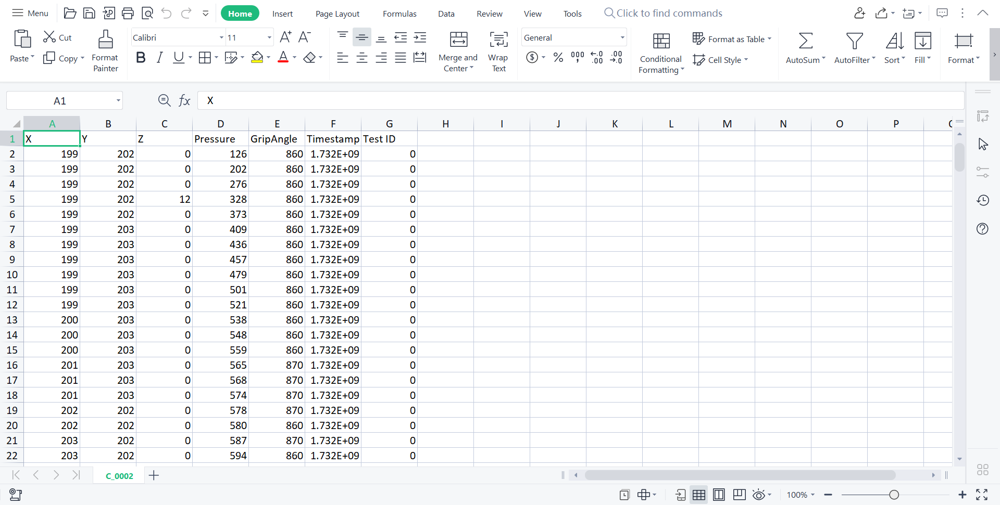 Menu Home Insert Page Layout Formulas Data Review View Tools Click to find commands
Paste Cut Copy Format Painter Calibri 11 Merge and Center Wrap Text General Conditional Formatting Format as Table Cell Style AutoSum AutoFilter Sort Fill Format
A1 fx X
A B C D E F G H I J K L M N O P
1 X Y Z Pressure GripAngle Timestamp Test ID
2 199 202 0 126 860 1.732E+09 0
3 199 202 0 202 860 1.732E+09 0
4 199 202 0 276 860 1.732E+09 0
5 199 202 12 328 860 1.732E+09 0
6 199 202 0 373 860 1.732E+09 0
7 199 203 0 409 860 1.732E+09 0
8 199 203 0 436 860 1.732E+09 0
9 199 203 0 457 860 1.732E+09 0
10 199 203 0 479 860 1.732E+09 0
11 199 203 0 501 860 1.732E+09 0
12 199 203 0 521 860 1.732E+09 0
13 200 203 0 538 860 1.732E+09 0
14 200 203 0 548 860 1.732E+09 0
15 200 203 0 559 860 1.732E+09 0
16 201 203 0 565 870 1.732E+09 0
17 201 203 0 568 870 1.732E+09 0
18 201 203 0 574 870 1.732E+09 0
19 202 202 0 578 870 1.732E+09 0
20 202 202 0 580 860 1.732E+09 0
21 203 202 0 587 870 1.732E+09 0
22 203 202 0 594 860 1.732E+09 0
C_0002
100%